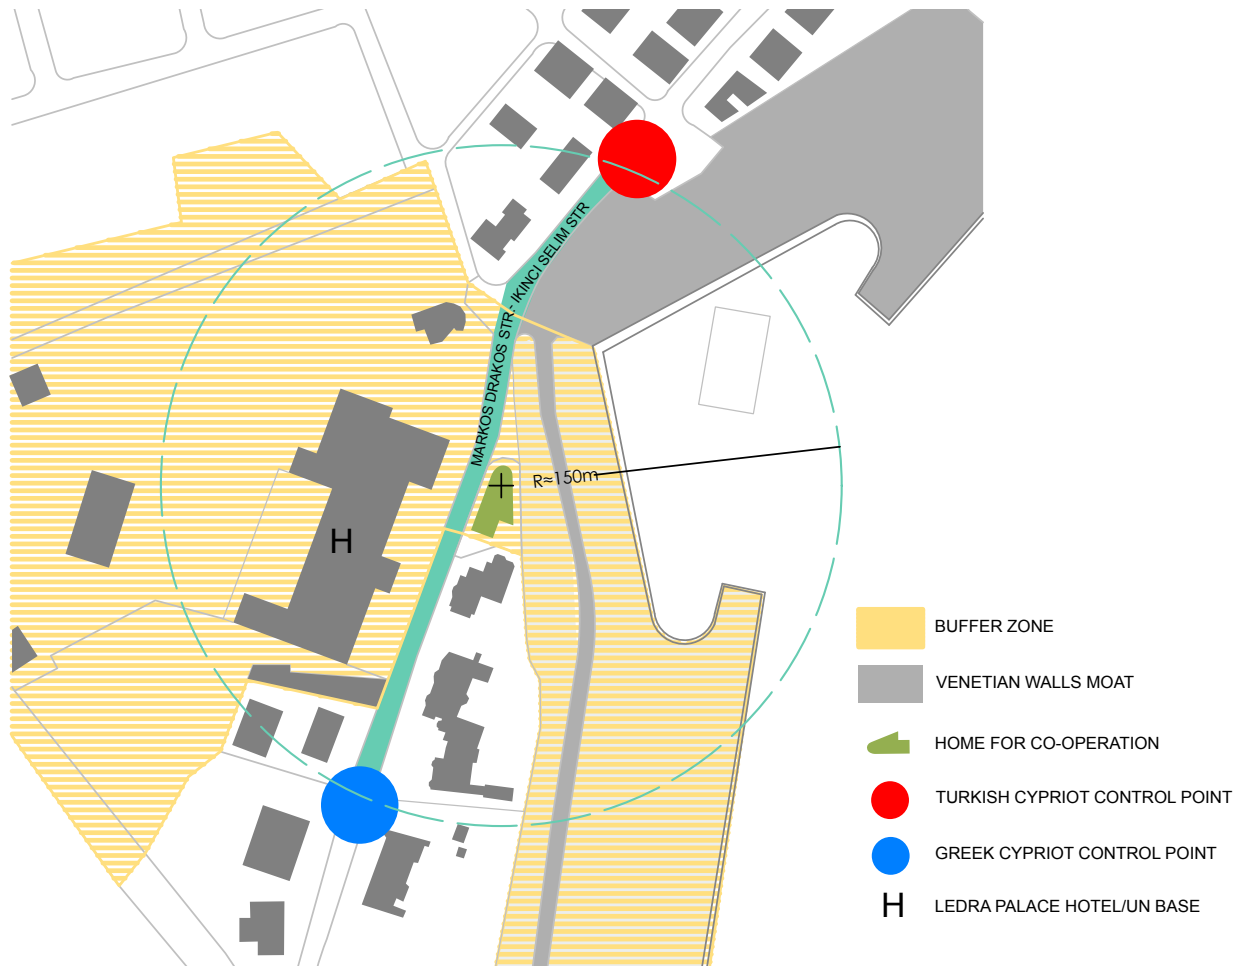 MARKOS DRAKOS STR - IKINCI SELIM STR
R≈150m
H
BUFFER ZONE
VENETIAN WALLS MOAT
HOME FOR CO-OPERATION
TURKISH CYPRIOT CONTROL POINT
GREEK CYPRIOT CONTROL POINT
H LEDRA PALACE HOTEL/UN BASE